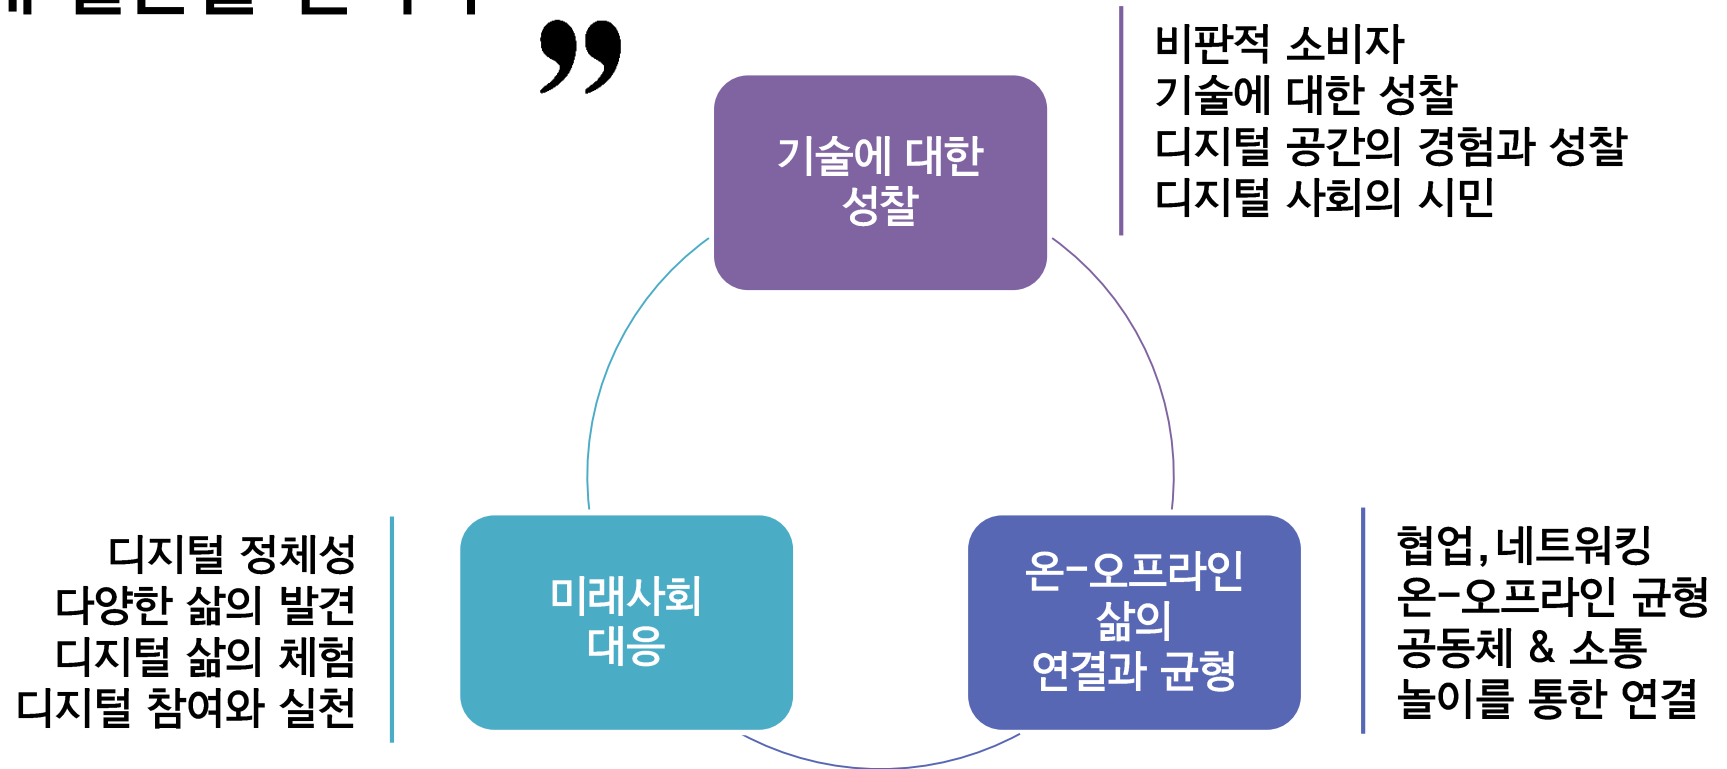 ”
비판적 소비자
기술에 대한 성찰
디지털 공간의 경험과 성찰
디지털 사회의 시민
기술에 대한
성찰
디지털 정체성
다양한 삶의 발견
디지털 삶의 체험
디지털 참여와 실천
미래사회
대응
온-오프라인
삶의
연결과 균형
협업, 네트워킹
온-오프라인 균형
공동체 & 소통
놀이를 통한 연결